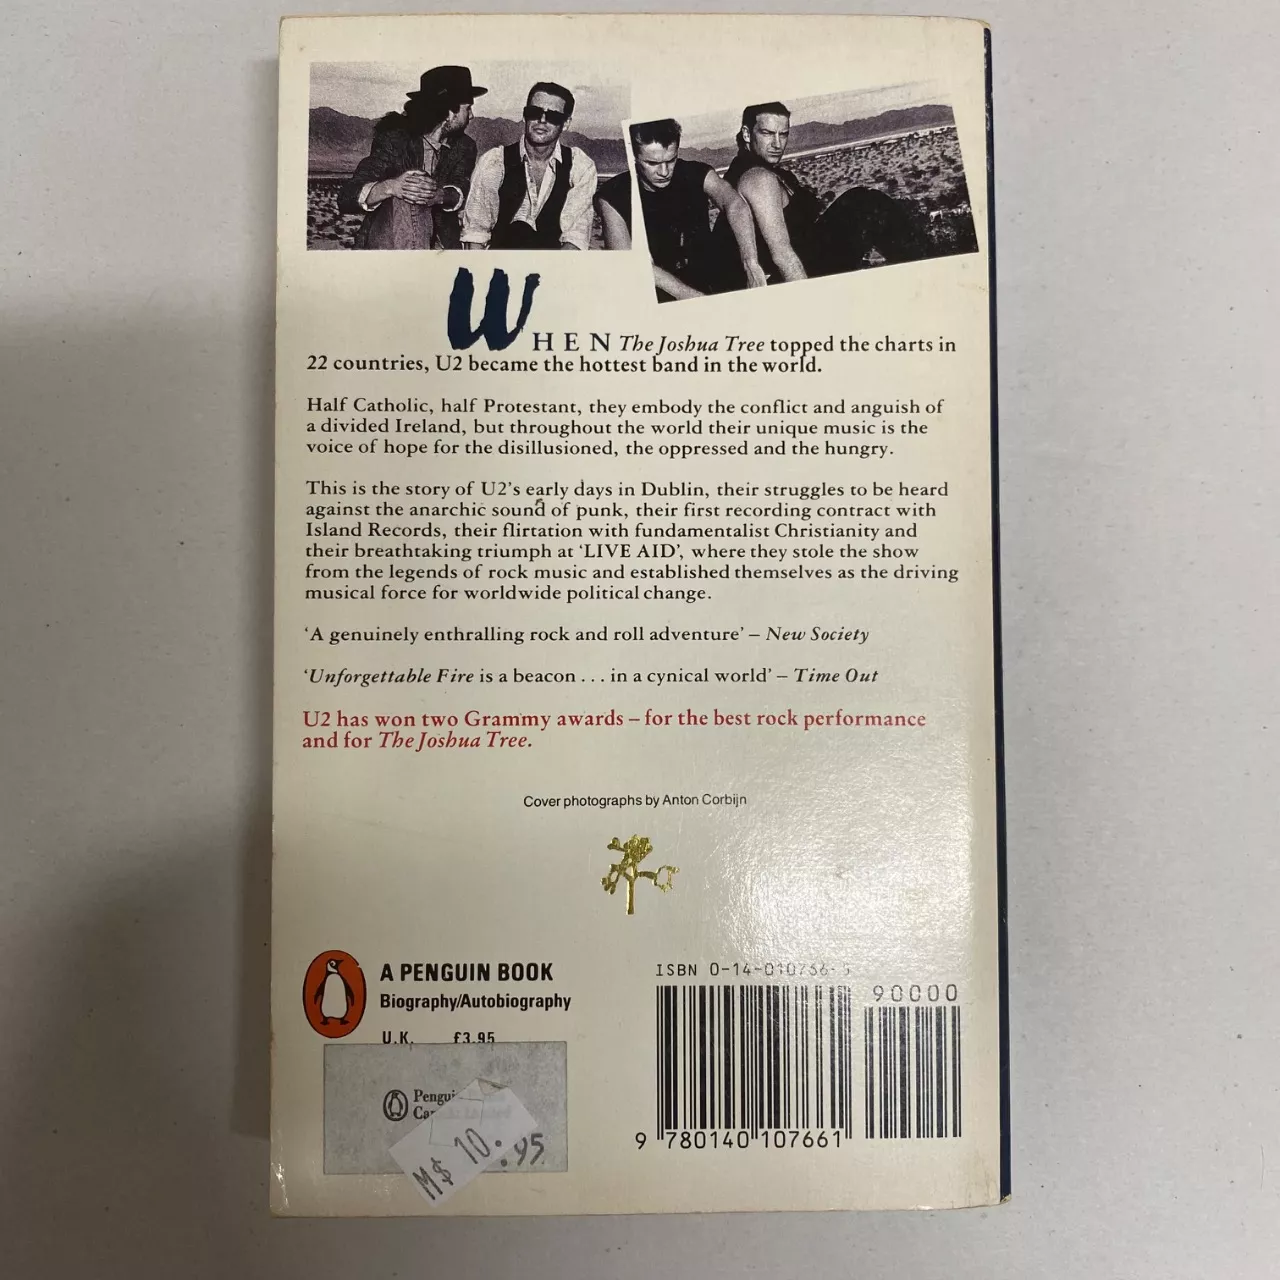 WHEN The Joshua Tree topped the charts in
22 countries, U2 became the hottest band in the world.
Half Catholic, half Protestant, they embody the conflict and anguish of
a divided Ireland, but throughout the world their unique music is the
voice of hope for the disillusioned, the oppressed and the hungry.
This is the story of U2's early days in Dublin, their struggles to be heard
against the anarchic sound of punk, their first recording contract with
Island Records, their flirtation with fundamentalist Christianity and
their breathtaking triumph at ‘LIVE AID’, where they stole the show
from the legends of rock music and established themselves as the driving
musical force for worldwide political change.
‘A genuinely enthralling rock and roll adventure’ – New Society
‘Unforgettable Fire is a beacon . . . in a cynical world’ – Time Out
U2 has won two Grammy awards – for the best rock performance
and for The Joshua Tree.
Cover photographs by Anton Corbijn
A PENGUIN BOOK
Biography/Autobiography
U.K. £3.95
M$ 10.
.95
ISBN 0-14-010766-
90000
9 780140 107661